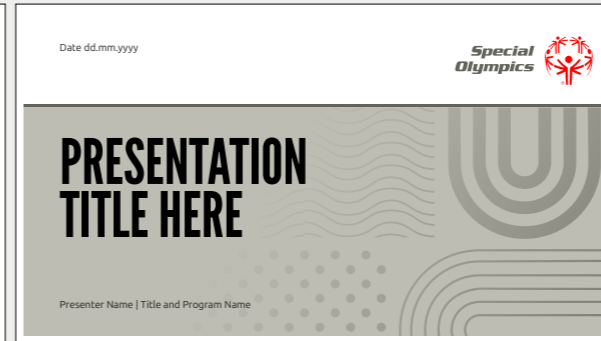 Date dd.mm.yyyy
Special
Olympics
PRESENTATION
TITLE HERE
Presenter Name | Title and Program Name